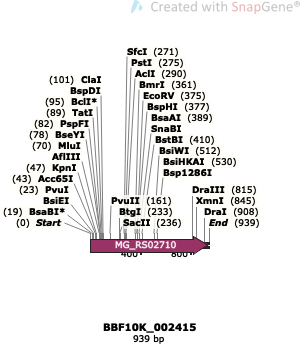 Created with SnapGene®
SfcI (271)
PstI (275)
(101) ClaI
AclI (290)
BspDI
BmrI (361)
(95) BclI*
EcoRV (375)
(89) TatI
BspHI (377)
(82) PspFI
BsaAI (389)
(78) BseYI
SnaBI
(70) MluI
BstBI (410)
AflIII
BsiWI (512)
(47) KpnI
BsiHKAI (530)
(43) Acc65I
Bsp1286I
(23) PvuI
DraIII (815)
BsiEI
PvuII (161)
XmnI (845)
(19) BsaBI*
BtgI (233)
DraI (908)
(0) Start
SacII (236)
End (939)
MG_RS02710
400
800
BBF10K_002415
939 bp